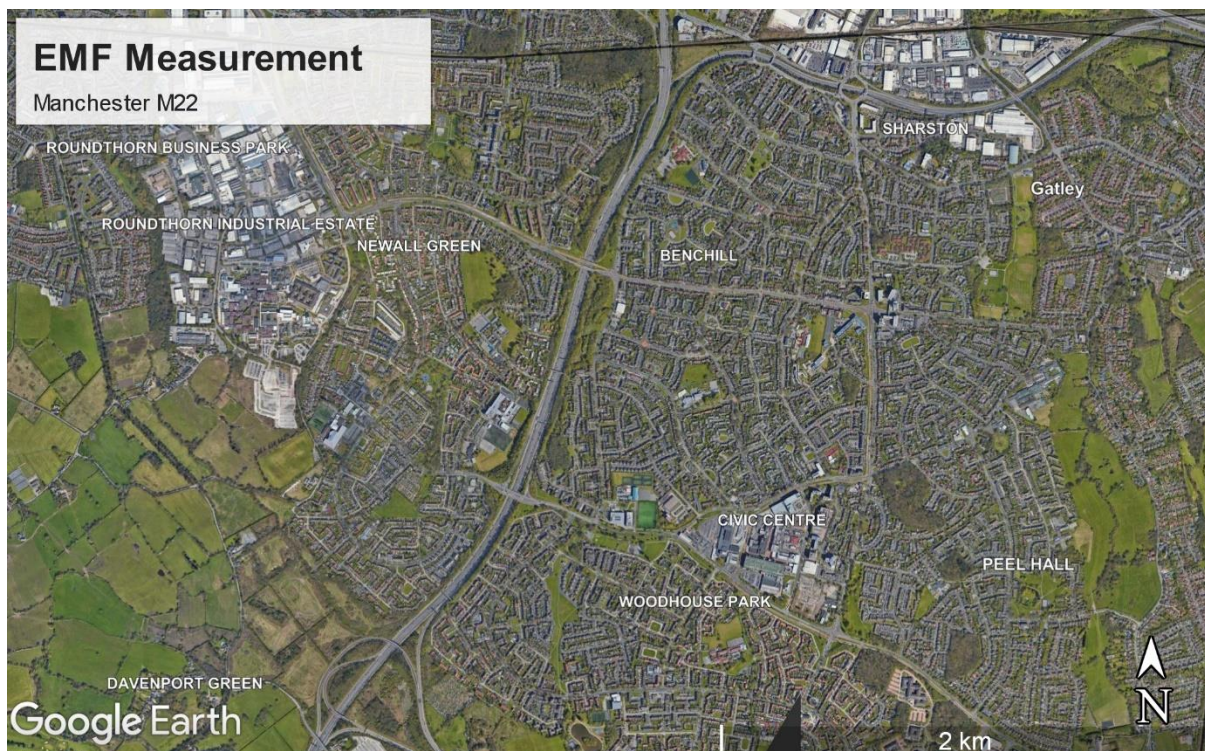 EMF Measurement
Manchester M22
SHARSTON
ROUNDTHORN BUSINESS PARK
Gatley
ROUNDTHORN INDUSTRIAL ESTATE
NEWALL GREEN
BENCHILL
CIVIC CENTRE
PEEL HALL
WOODHOUSE PARK
DAVENPORT GREEN
N
Google Earth
2 km